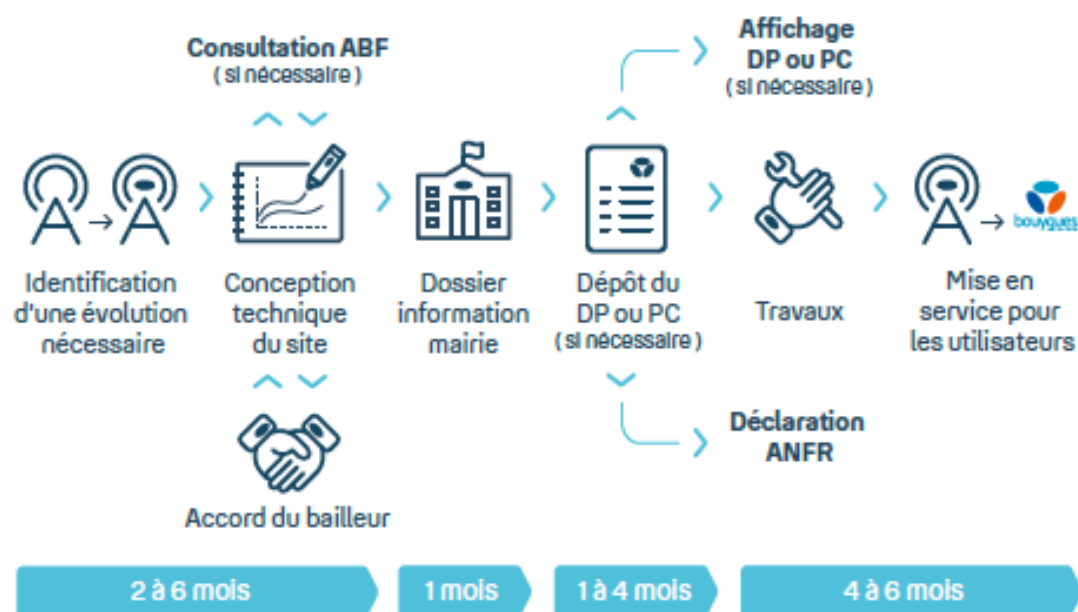 Consultation ABF
( si nécessaire )
Affichage
DP ou PC
( si nécessaire )
Identification
d'une évolution
nécessaire
Conception
technique
du site
Dossier
information
mairie
Dépôt du
DP ou PC
( si nécessaire )
Travaux
bouygues
Mise en
service pour
les utilisateurs
Accord du bailleur
Déclaration
ANFR
2 à 6 mois
1 mois
1 à 4 mois
4 à 6 mois